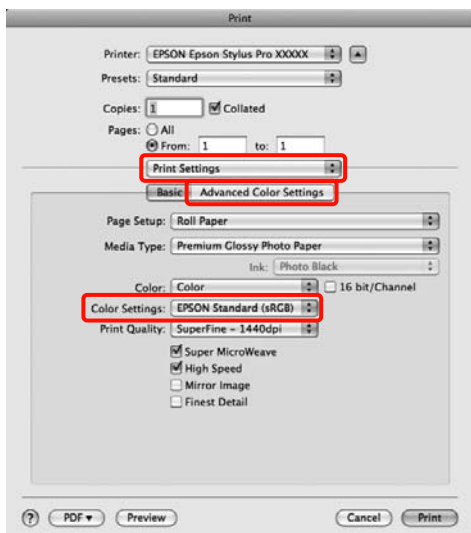 Print
Printer: EPSON Epson Stylus Pro XXXXX
Presets: Standard
Copies: 1 Collated
Pages: All
From: 1 to: 1
Print Settings
Basic Advanced Color Settings
Page Setup: Roll Paper
Media Type: Premium Glossy Photo Paper
Ink: Photo Black
Color: Color 16 bit/Channel
Color Settings: EPSON Standard (sRGB)
Print Quality: SuperFine - 1440dpi
Super MicroWeave
High Speed
Mirror Image
Finest Detail
? PDF Preview Cancel Print